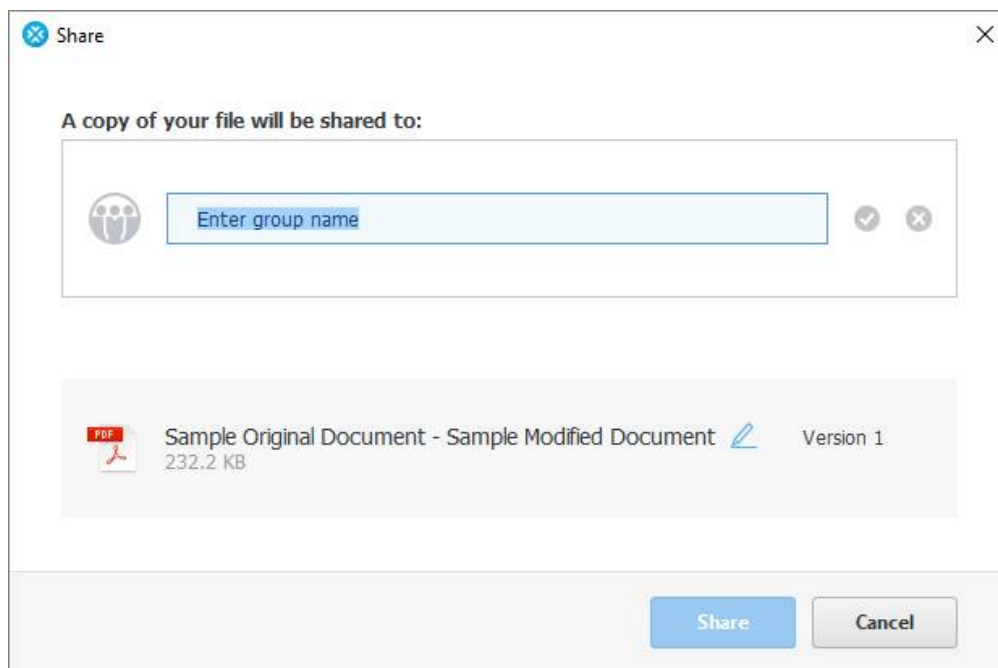 Share
A copy of your file will be shared to:
Enter group name
PDF
Sample Original Document - Sample Modified Document Version 1
232.2 KB
Share Cancel